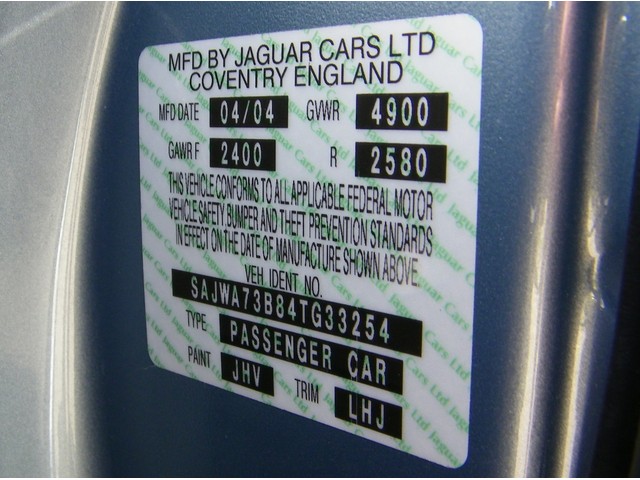 MFD BY JAGUAR CARS LTD
COVENTRY ENGLAND
MFD DATE 04/04 GVWR 4900
GAWR F 2400 R 2580
THIS VEHICLE CONFORMS TO ALL APPLICABLE FEDERAL MOTOR
VEHICLE SAFETY BUMPER AND THEFT PREVENTION STANDARDS
IN EFFECT ON THE DATE OF MANUFACTURE SHOWN ABOVE.
VEH IDENT NO.
SAJWA73B84TG33254
TYPE PASSENGER CAR
PAINT JHV TRIM LHJ